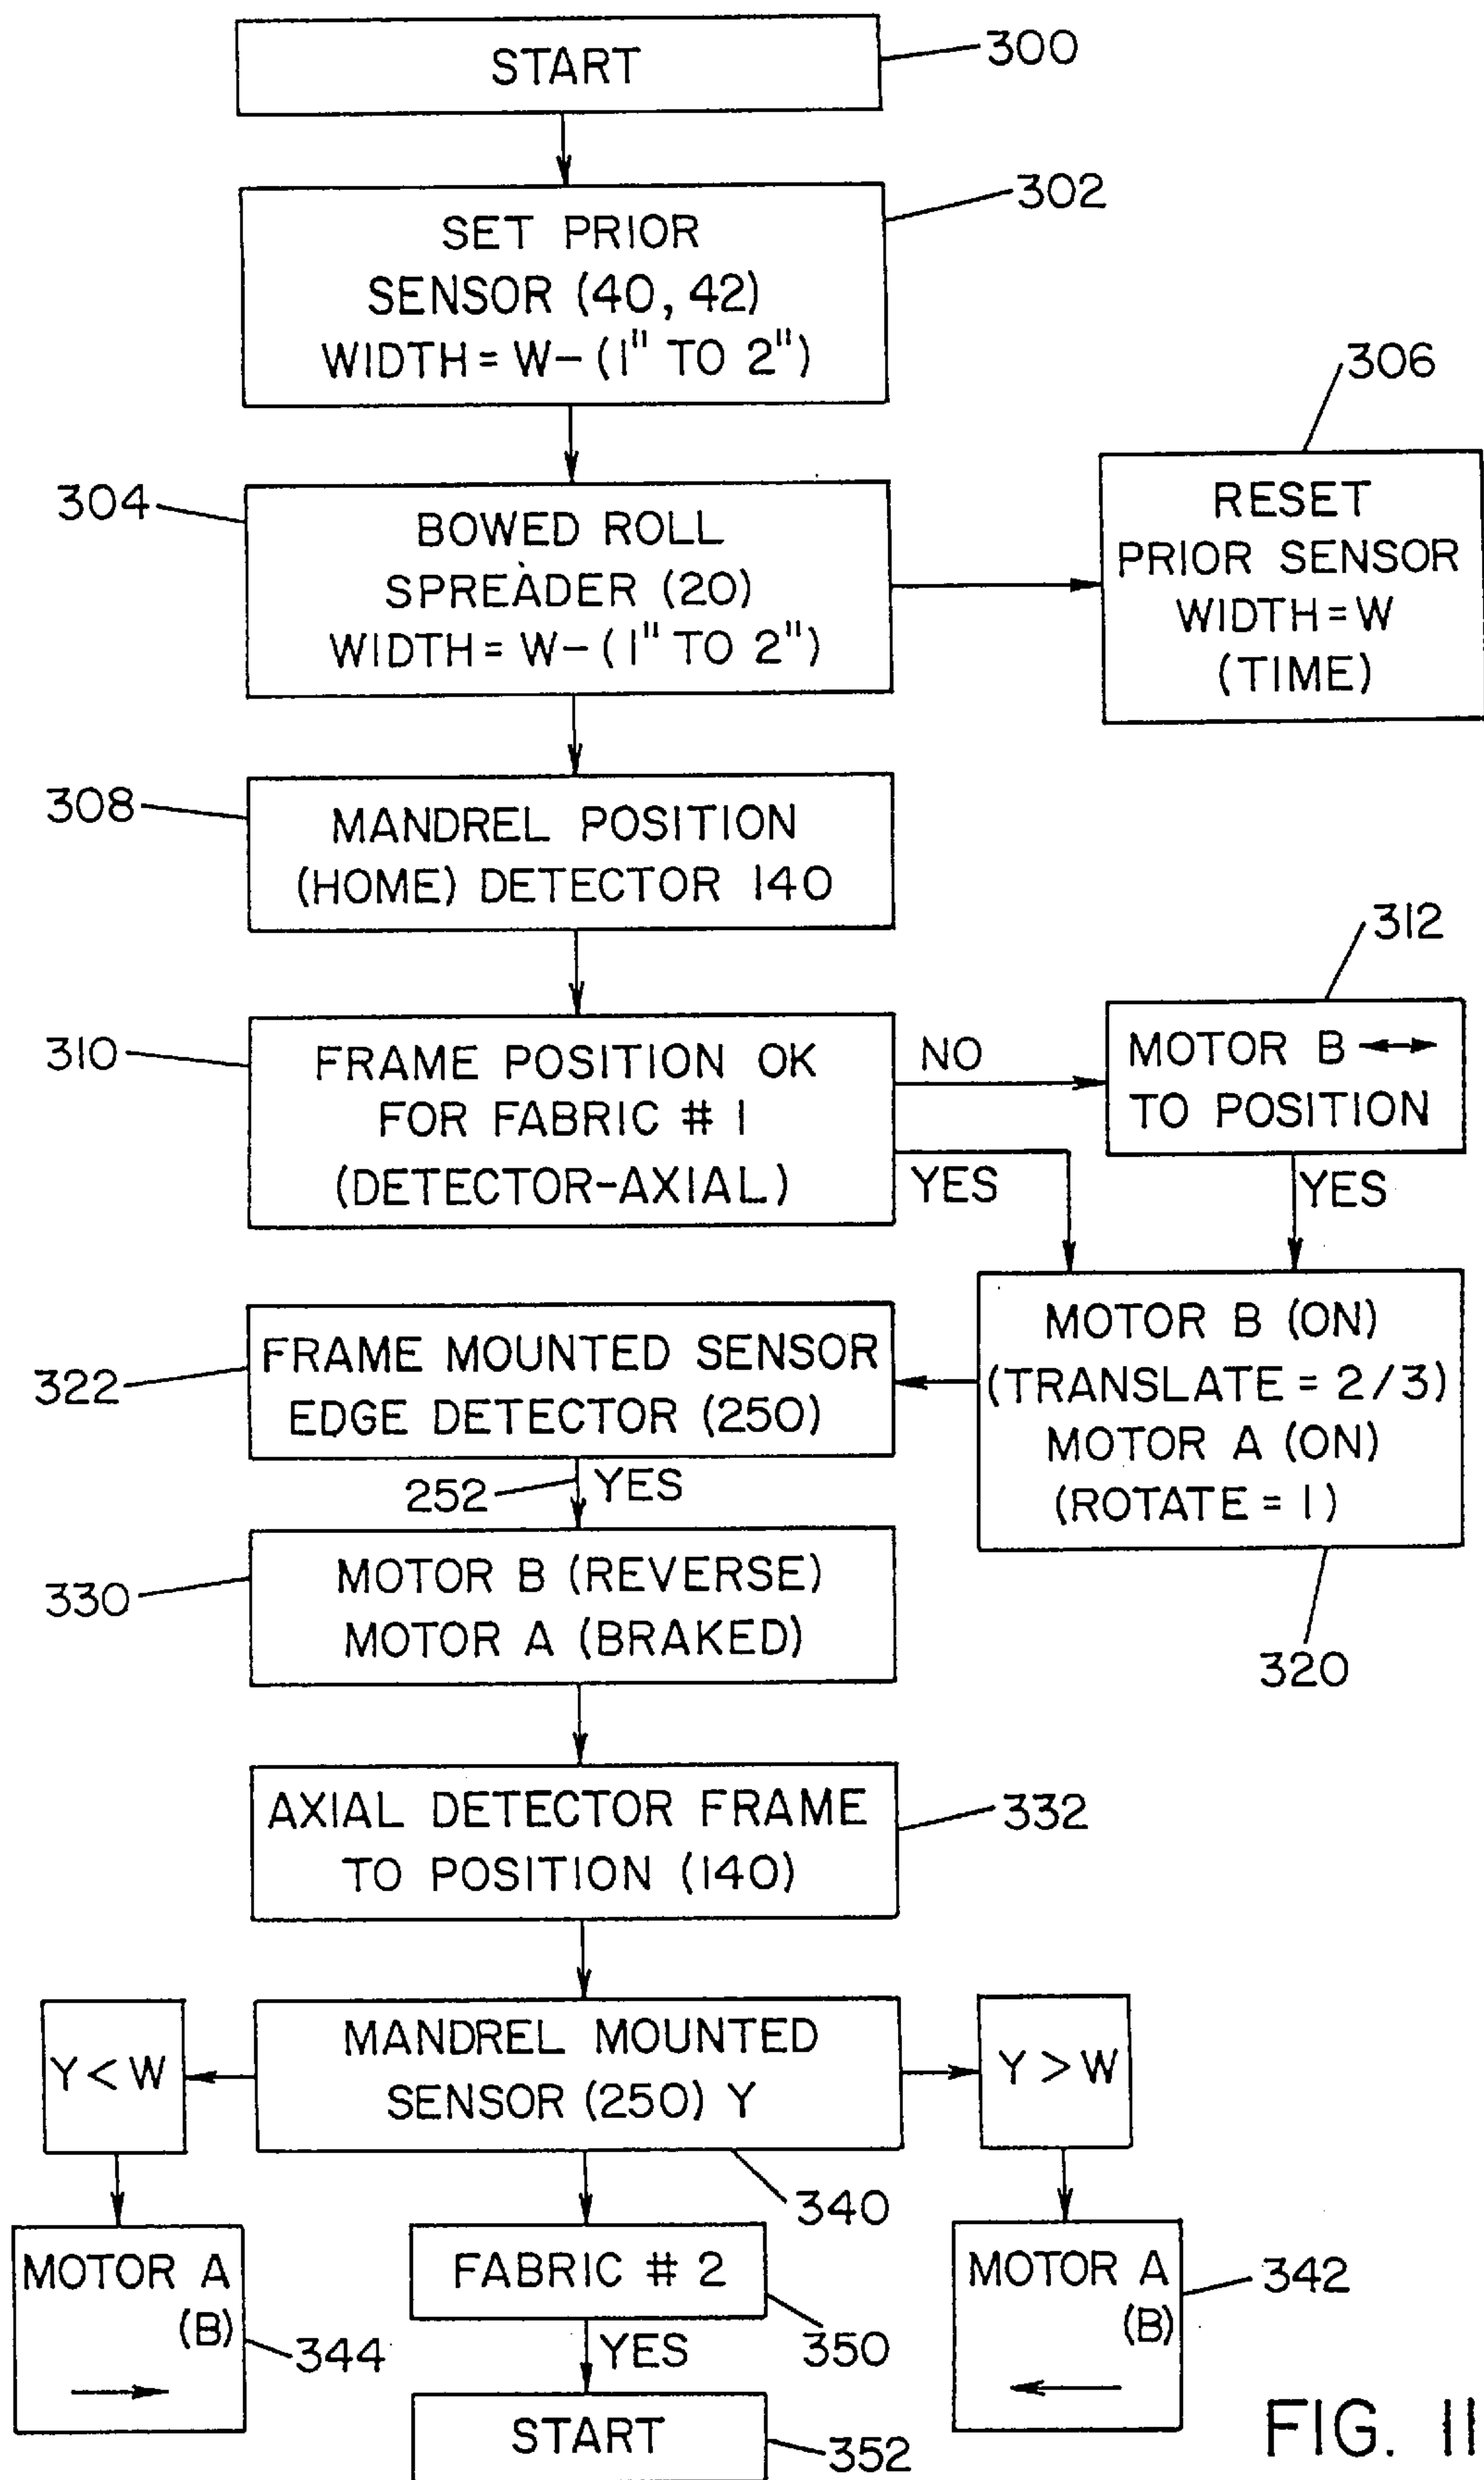 START
300
SET PRIOR
SENSOR (40, 42)
WIDTH = W - (1" TO 2")
302
304
BOWED ROLL
SPREADER (20)
WIDTH = W - (1" TO 2")
306
RESET
PRIOR SENSOR
WIDTH = W
(TIME)
308
MANDREL POSITION
(HOME) DETECTOR 140
310
FRAME POSITION OK
FOR FABRIC # 1
(DETECTOR-AXIAL)
NO
YES
312
MOTOR B ↔
TO POSITION
YES
MOTOR B (ON)
(TRANSLATE = 2/3)
MOTOR A (ON)
(ROTATE = 1)
320
322
FRAME MOUNTED SENSOR
EDGE DETECTOR (250)
252
YES
330
MOTOR B (REVERSE)
MOTOR A (BRAKED)
AXIAL DETECTOR FRAME
TO POSITION (140)
332
Y < W
MANDREL MOUNTED
SENSOR (250) Y
Y > W
340
MOTOR A
(B)
→
344
FABRIC # 2
350
YES
START
352
MOTOR A
(B)
←
342
FIG. 11